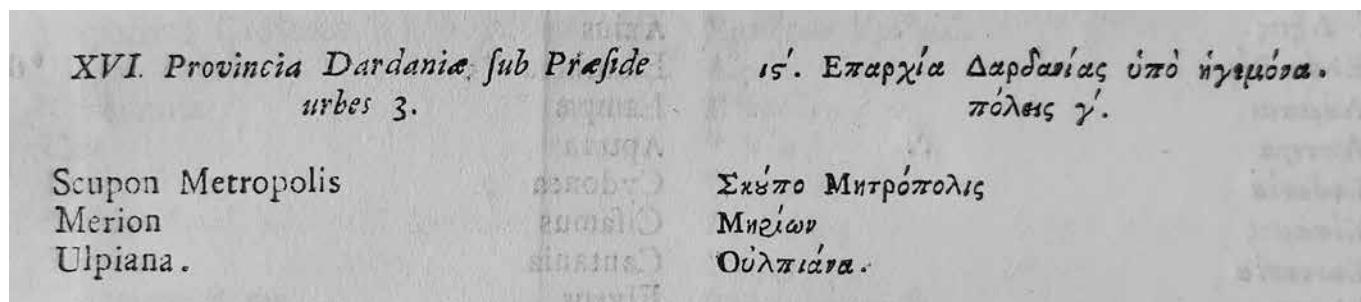 XVI. Provincia Dardaniæ, ſub Præſide
urbes 3.
Scupon Metropolis
Merion
Ulpiana.
ιϛ΄. Επαρχία Δαρδανίας ὑπὸ ἡγεμόνα.
πόλεις γ΄.
Σκȣ́πο Μητρόπολις
Μηρίων
Οὐλπιάνα.